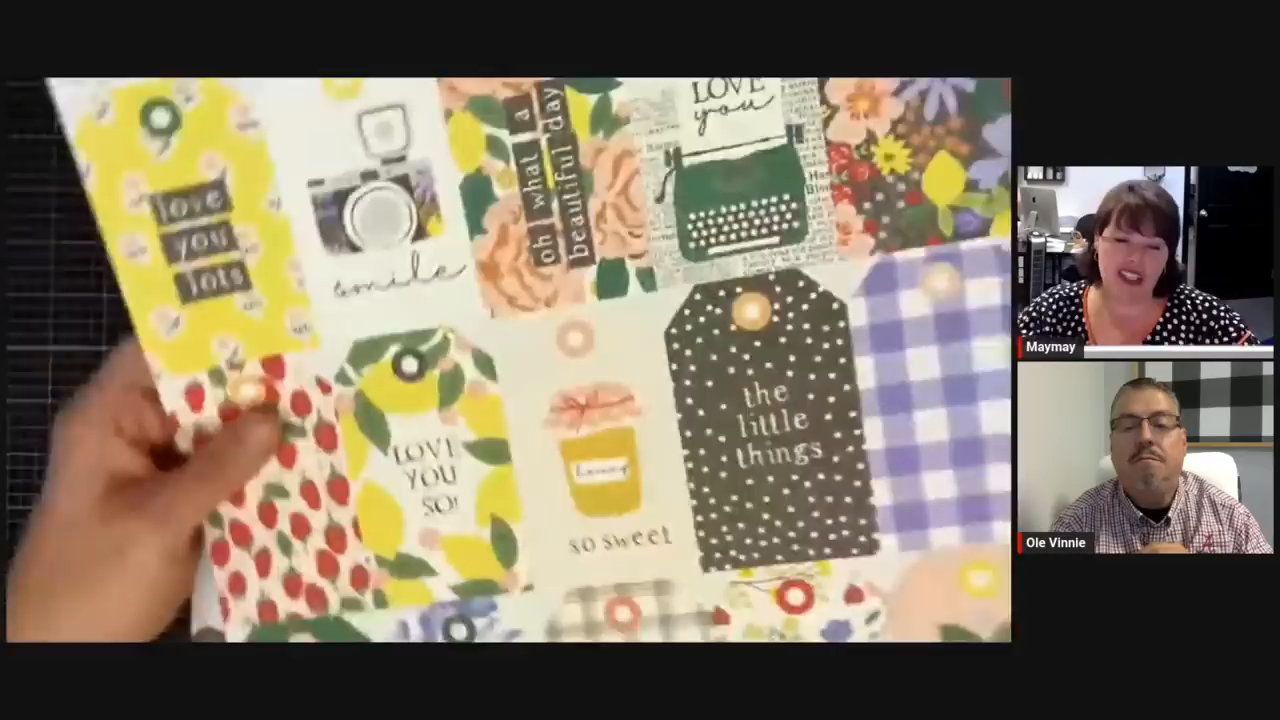 love
you
lots
smile
oh what a
beautiful day
LOVE
you
LOVE
YOU
SO!
Honey
so sweet
the
little
things
Maymay
Ole Vinnie